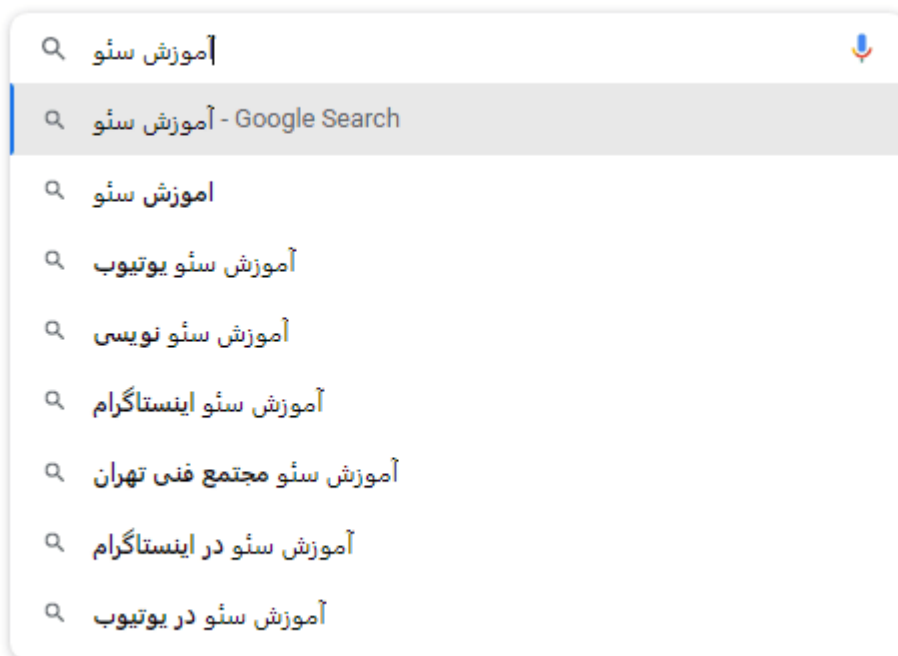 آموزش سئو
آموزش سئو - Google Search
اموزش سئو
آموزش سئو یوتیوب
آموزش سئو نویسی
آموزش سئو اینستاگرام
آموزش سئو مجتمع فنی تهران
آموزش سئو در اینستاگرام
آموزش سئو در یوتیوب